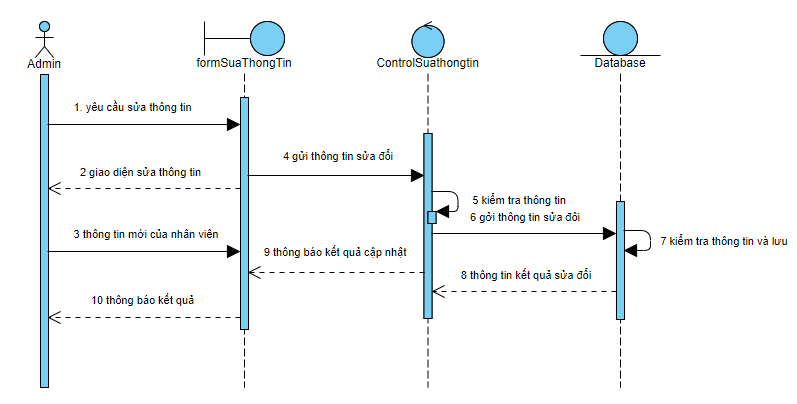 Admin
formSuaThongTin
ControlSuathongtin
Database
1. yêu cầu sửa thông tin
4 gửi thông tin sửa đổi
2 giao diện sửa thông tin
5 kiểm tra thông tin
6 gởi thông tin sửa đôi
3 thông tin mới của nhân viên
7 kiểm tra thông tin và lưu
9 thông báo kết quả cập nhật
8 thông tin kết quả sửa đổi
10 thông báo kết quả